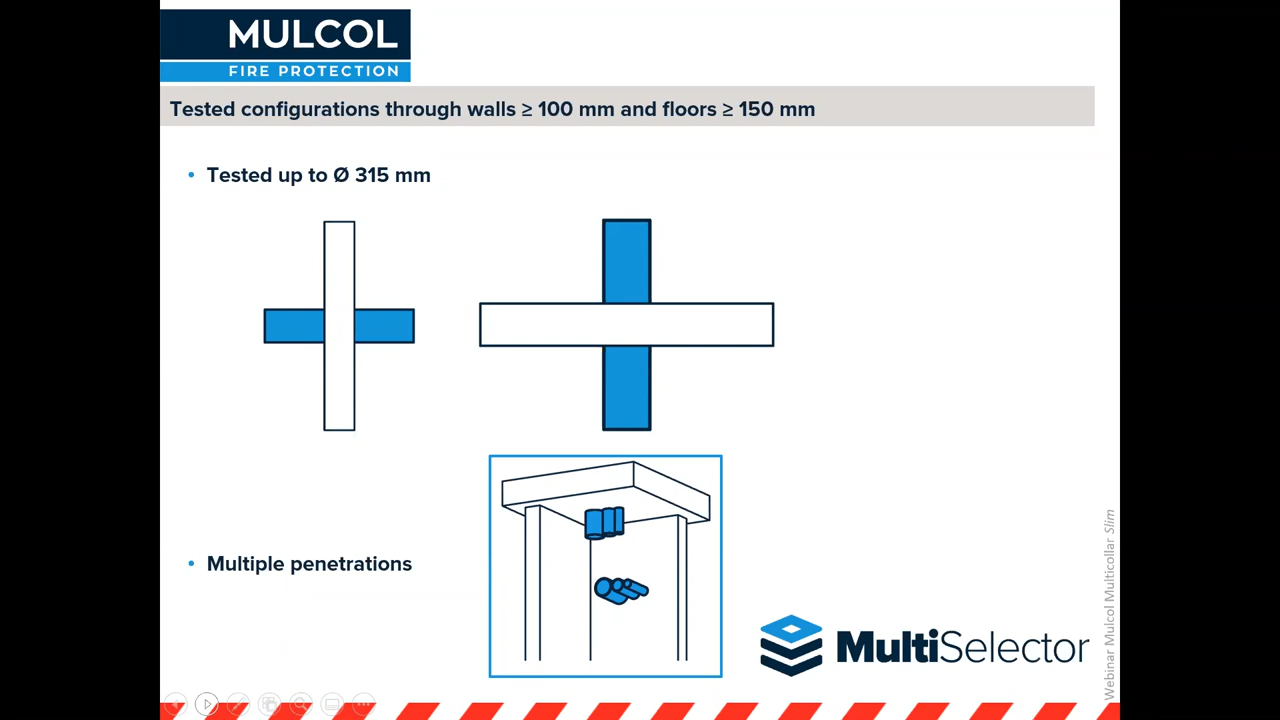 MULCOL
FIRE PROTECTION
Tested configurations through walls ≥ 100 mm and floors ≥ 150 mm
• Tested up to Ø 315 mm
• Multiple penetrations
MultiSelector
Webinar Mulcol Multicollar Slim